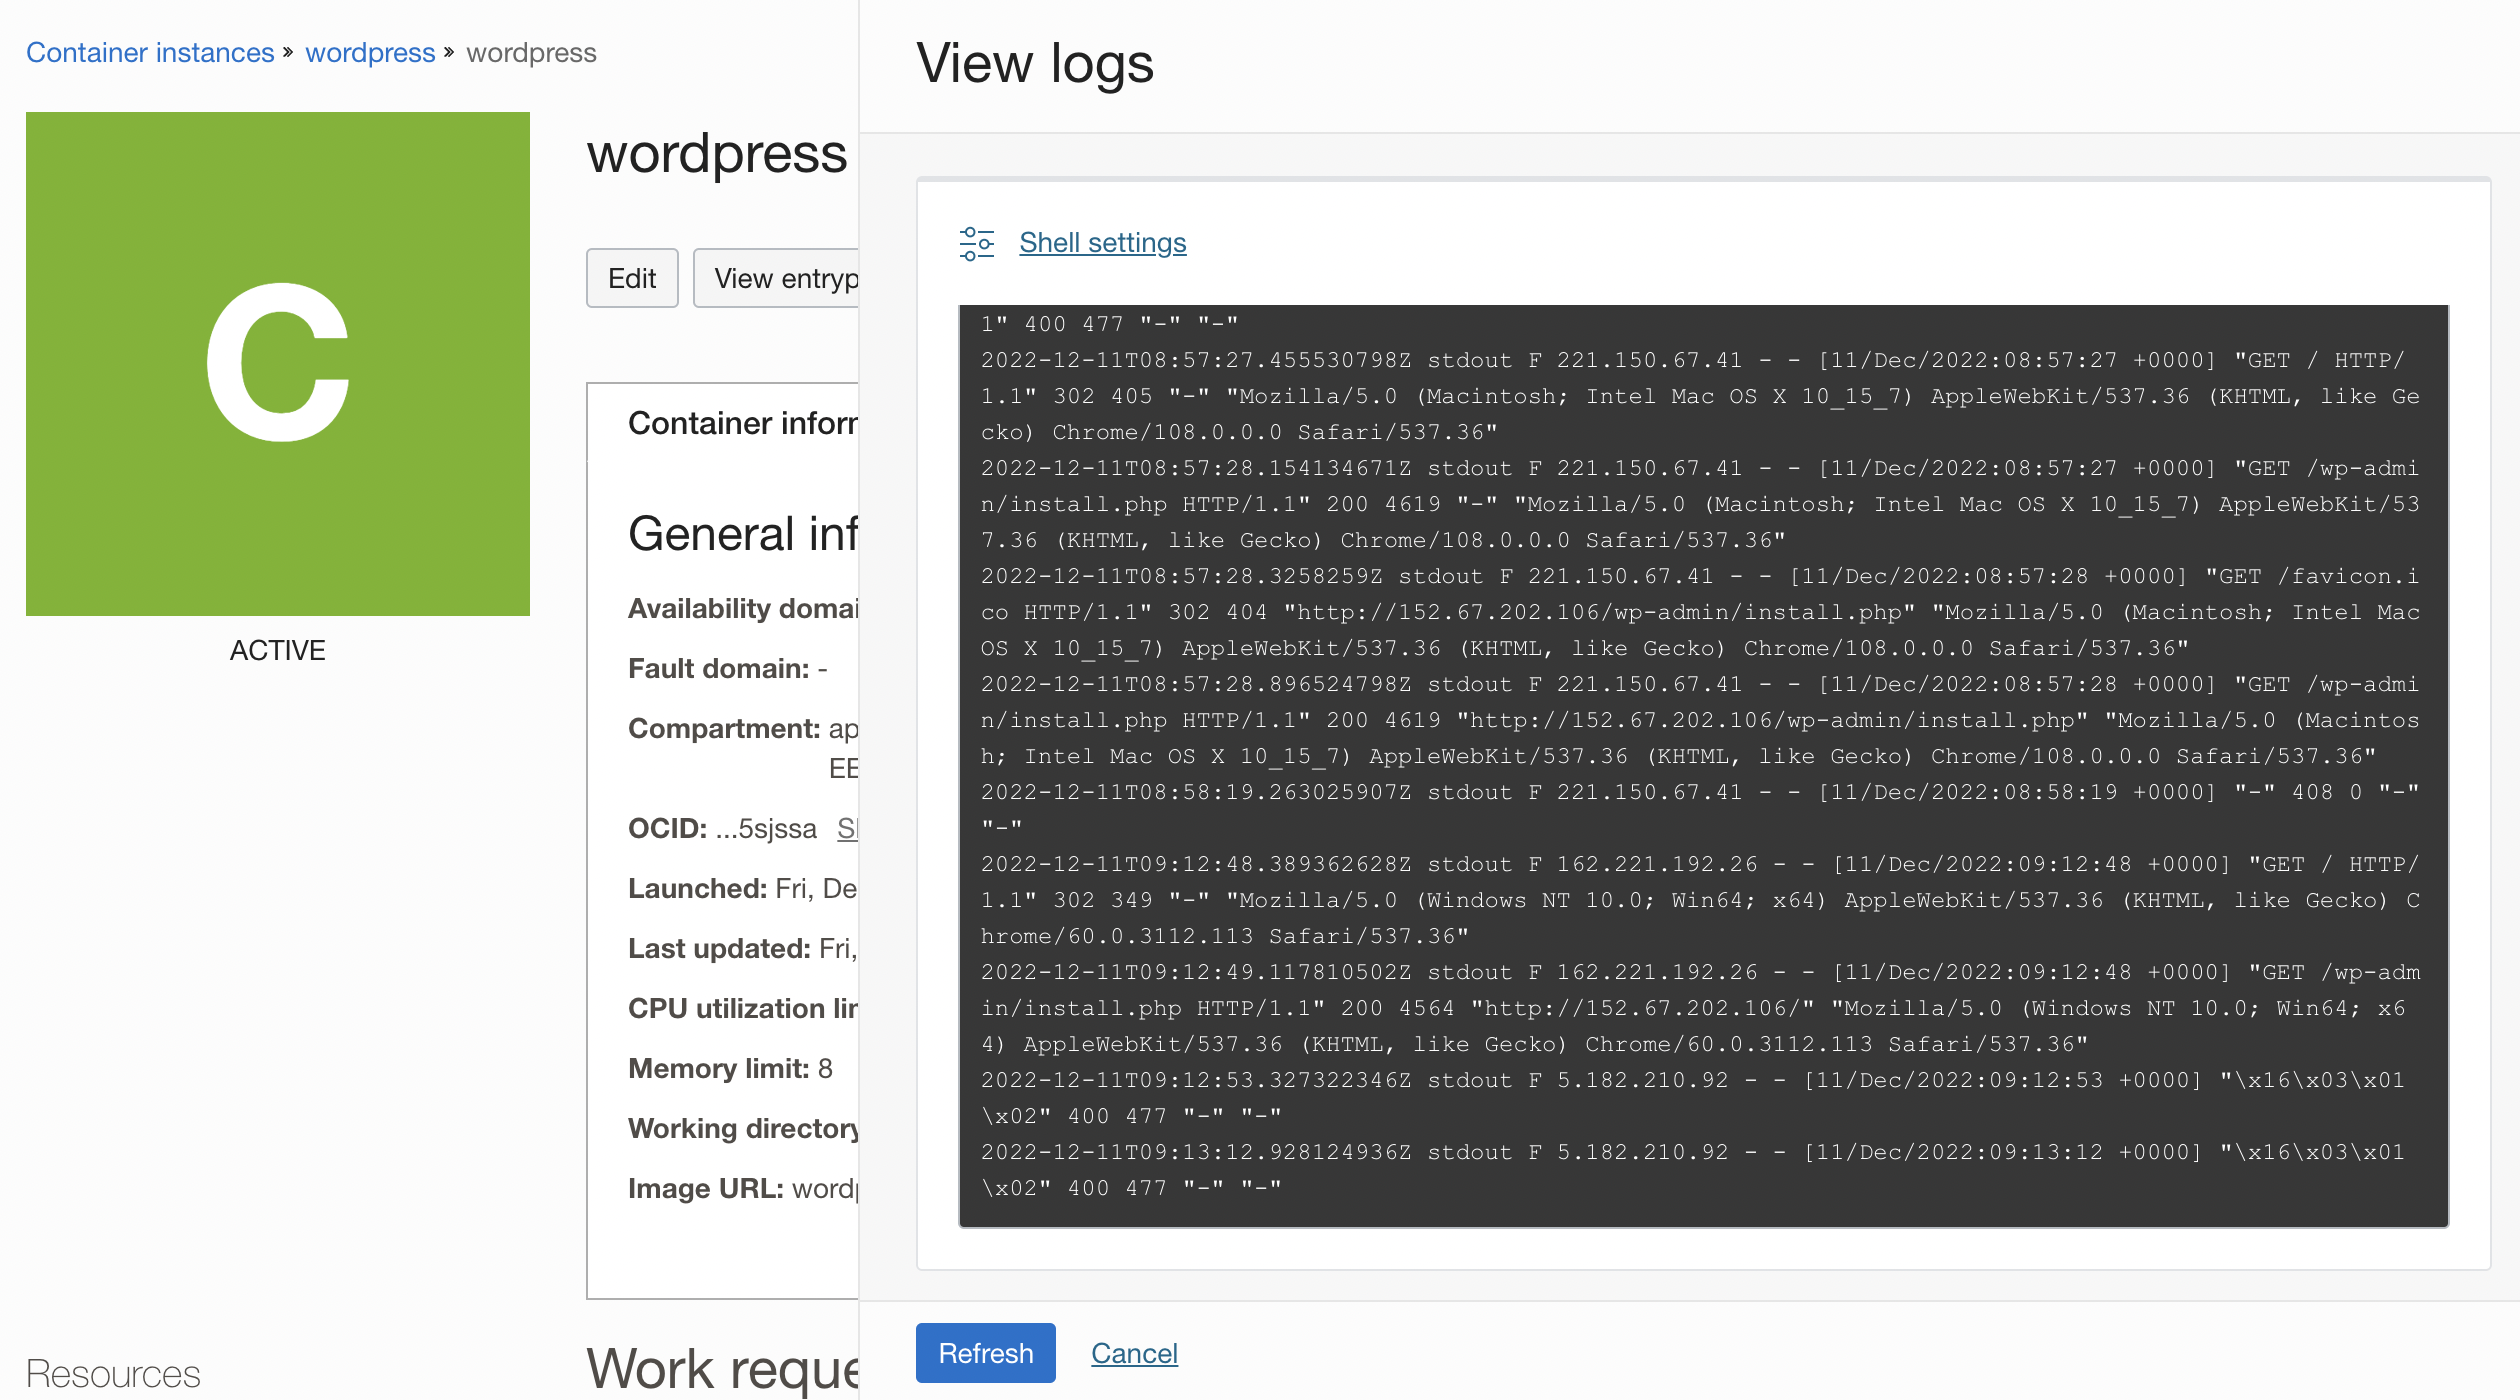 Container instances » wordpress » wordpress
C
ACTIVE
Resources
wordpress
Edit
View entryp
Container inform
General inf
Availability domai
Fault domain: -
Compartment: ap
EE
OCID: ...5sjssa
Launched: Fri, De
Last updated: Fri,
CPU utilization lim
Memory limit: 8
Working directory
Image URL: wordp
Work reque
View logs
Shell settings
1" 400 477 "-" "-"
2022-12-11T08:57:27.455530798Z stdout F 221.150.67.41 - - [11/Dec/2022:08:57:27 +0000] "GET / HTTP/
1.1" 302 405 "-" "Mozilla/5.0 (Macintosh; Intel Mac OS X 10_15_7) AppleWebKit/537.36 (KHTML, like Ge
cko) Chrome/108.0.0.0 Safari/537.36"
2022-12-11T08:57:28.154134671Z stdout F 221.150.67.41 - - [11/Dec/2022:08:57:27 +0000] "GET /wp-admi
n/install.php HTTP/1.1" 200 4619 "-" "Mozilla/5.0 (Macintosh; Intel Mac OS X 10_15_7) AppleWebKit/53
7.36 (KHTML, like Gecko) Chrome/108.0.0.0 Safari/537.36"
2022-12-11T08:57:28.3258259Z stdout F 221.150.67.41 - - [11/Dec/2022:08:57:28 +0000] "GET /favicon.i
co HTTP/1.1" 302 404 "http://152.67.202.106/wp-admin/install.php" "Mozilla/5.0 (Macintosh; Intel Mac
OS X 10_15_7) AppleWebKit/537.36 (KHTML, like Gecko) Chrome/108.0.0.0 Safari/537.36"
2022-12-11T08:57:28.896524798Z stdout F 221.150.67.41 - - [11/Dec/2022:08:57:28 +0000] "GET /wp-admi
n/install.php HTTP/1.1" 200 4619 "http://152.67.202.106/wp-admin/install.php" "Mozilla/5.0 (Macintos
h; Intel Mac OS X 10_15_7) AppleWebKit/537.36 (KHTML, like Gecko) Chrome/108.0.0.0 Safari/537.36"
2022-12-11T08:58:19.263025907Z stdout F 221.150.67.41 - - [11/Dec/2022:08:58:19 +0000] "-" 408 0 "-"
"-"
2022-12-11T09:12:48.389362628Z stdout F 162.221.192.26 - - [11/Dec/2022:09:12:48 +0000] "GET / HTTP/
1.1" 302 349 "-" "Mozilla/5.0 (Windows NT 10.0; Win64; x64) AppleWebKit/537.36 (KHTML, like Gecko) C
hrome/60.0.3112.113 Safari/537.36"
2022-12-11T09:12:49.117810502Z stdout F 162.221.192.26 - - [11/Dec/2022:09:12:48 +0000] "GET /wp-adm
in/install.php HTTP/1.1" 200 4564 "http://152.67.202.106/" "Mozilla/5.0 (Windows NT 10.0; Win64; x6
4) AppleWebKit/537.36 (KHTML, like Gecko) Chrome/60.0.3112.113 Safari/537.36"
2022-12-11T09:12:53.327322346Z stdout F 5.182.210.92 - - [11/Dec/2022:09:12:53 +0000] "\x16\x03\x01
\x02" 400 477 "-" "-"
2022-12-11T09:13:12.928124936Z stdout F 5.182.210.92 - - [11/Dec/2022:09:13:12 +0000] "\x16\x03\x01
\x02" 400 477 "-" "-"
Refresh
Cancel